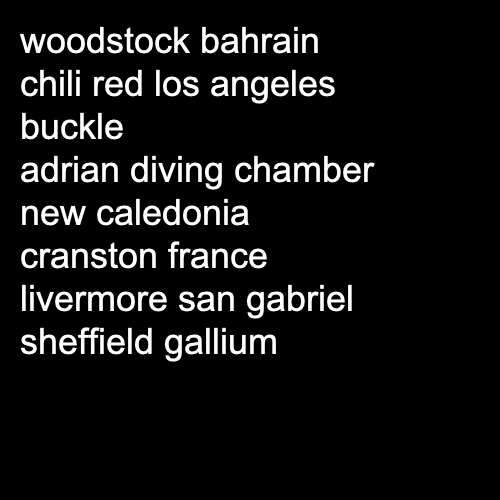 woodstock bahrain
chili red los angeles
buckle
adrian diving chamber
new caledonia
cranston france
livermore san gabriel
sheffield gallium